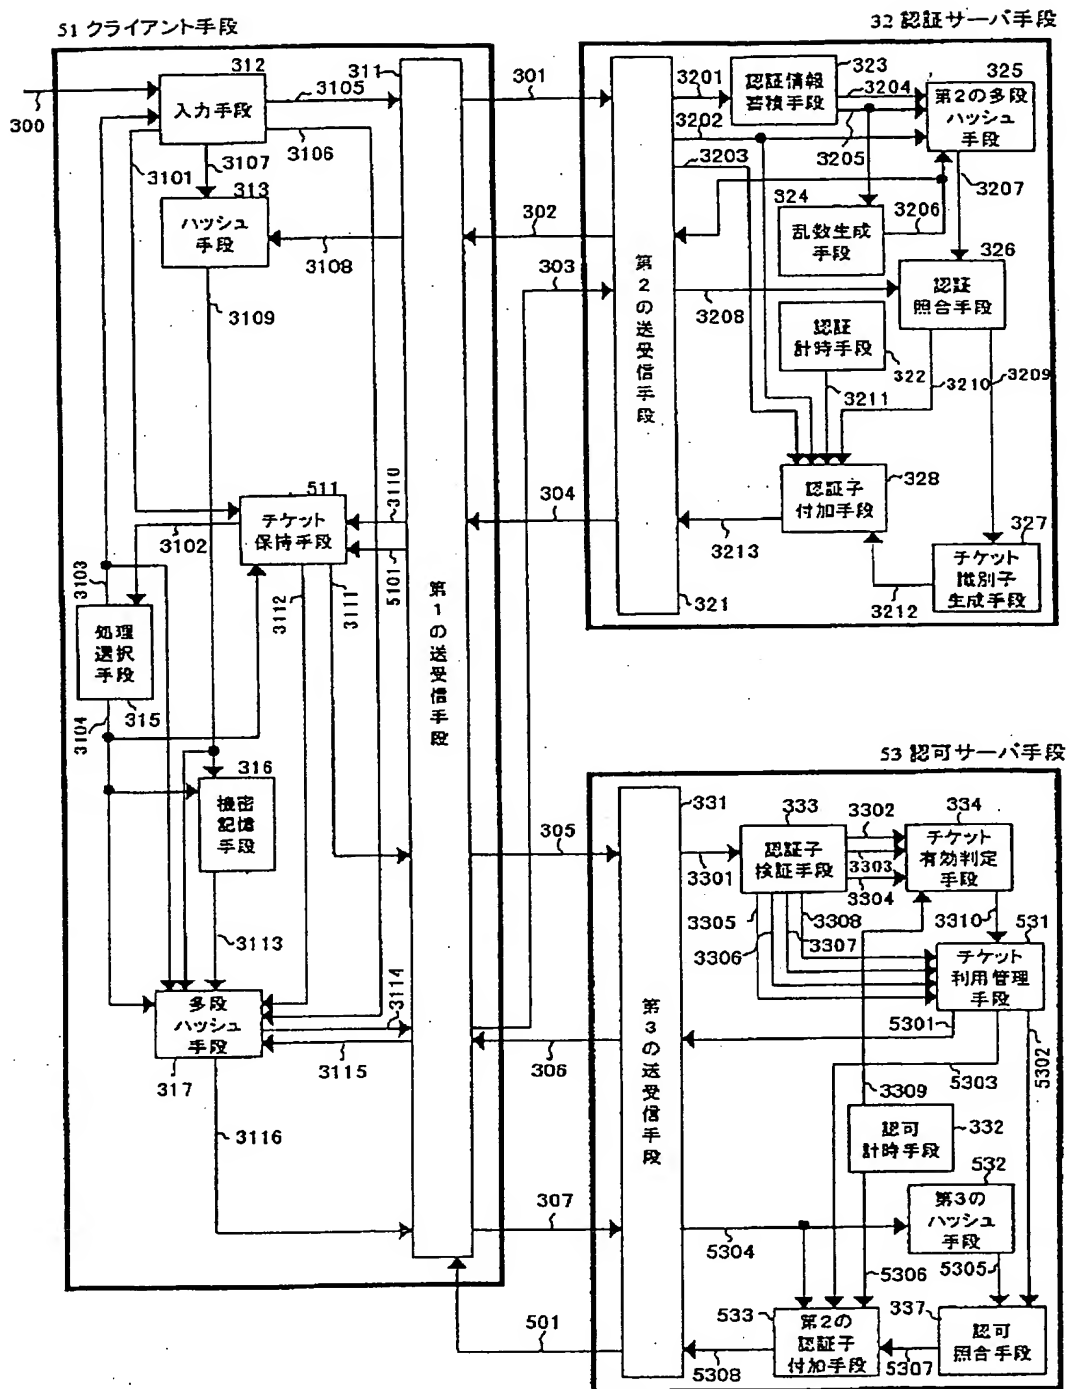 51 クライアント手段
312
入力手段
300
3105
3106
3107
3101
311
301
313
ハッシュ
手段
3108
302
303
3109
511
チケット
保持手段
3110
5101
3102
3103
3112
3111
304
処理
選択
手段
315
3104
第1の送受信手段
316
機密
記憶
手段
305
3113
多段
ハッシュ
手段
317
3114
3115
306
3116
307
501
32 認証サーバ手段
3201
323
認証情報
蓄積手段
3204
325
第2の多段
ハッシュ
手段
3202
3203
3205
3207
324
乱数生成
手段
3206
326
認証
照合手段
第2の送受信手段
3208
認証
計時手段
322
3210
3209
3211
認証子
付加手段
328
3213
327
チケット
識別子
生成手段
3212
321
53 認可サーバ手段
331
333
認証子
検証手段
3302
3303
3304
334
チケット
有効判定
手段
3301
3305
3308
3307
3306
3310
531
チケット
利用管理
手段
第3の送受信手段
5301
5302
5303
3309
認可
計時手段
332
532
第3の
ハッシュ
手段
5304
5306
5305
533
第2の
認証子
付加手段
337
認可
照合手段
5307
5308